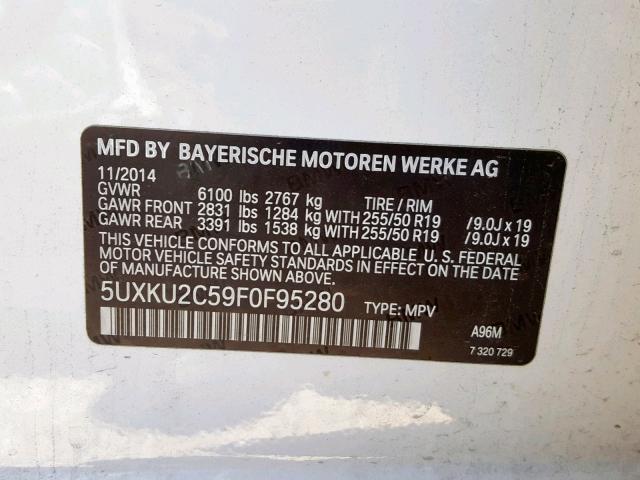 MFD BY BAYERISCHE MOTOREN WERKE AG
11/2014
GVWR 6100 lbs 2767 kg TIRE / RIM
GAWR FRONT 2831 lbs 1284 kg WITH 255/50 R19 /9.0J x 19
GAWR REAR 3391 lbs 1538 kg WITH 255/50 R19 /9.0J x 19
THIS VEHICLE CONFORMS TO ALL APPLICABLE U. S. FEDERAL
MOTOR VEHICLE SAFETY STANDARDS IN EFFECT ON THE DATE OF
MANUFACTURE SHOWN ABOVE.
5UXKU2C59F0F95280 TYPE: MPV
A96M
7 320 729